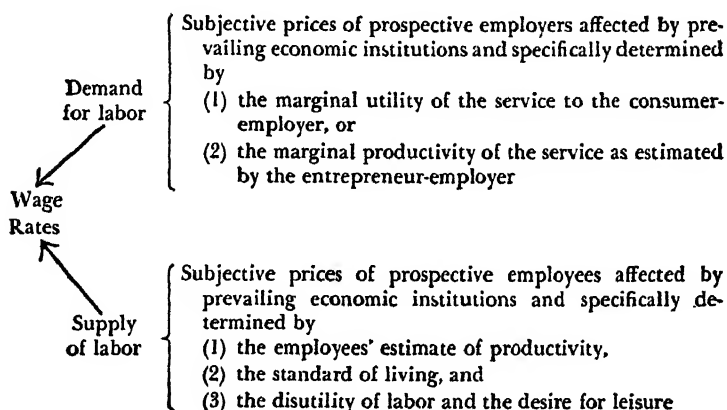 Subjective prices of prospective employers affected by pre-
vailing economic institutions and specifically determined
by
Demand
for labor
(1) the marginal utility of the service to the consumer-
employer, or
(2) the marginal productivity of the service as estimated
by the entrepreneur-employer
Wage
Rates
Subjective prices of prospective employees affected by
prevailing economic institutions and specifically de-
termined by
Supply
of labor
(1) the employees' estimate of productivity,
(2) the standard of living, and
(3) the disutility of labor and the desire for leisure